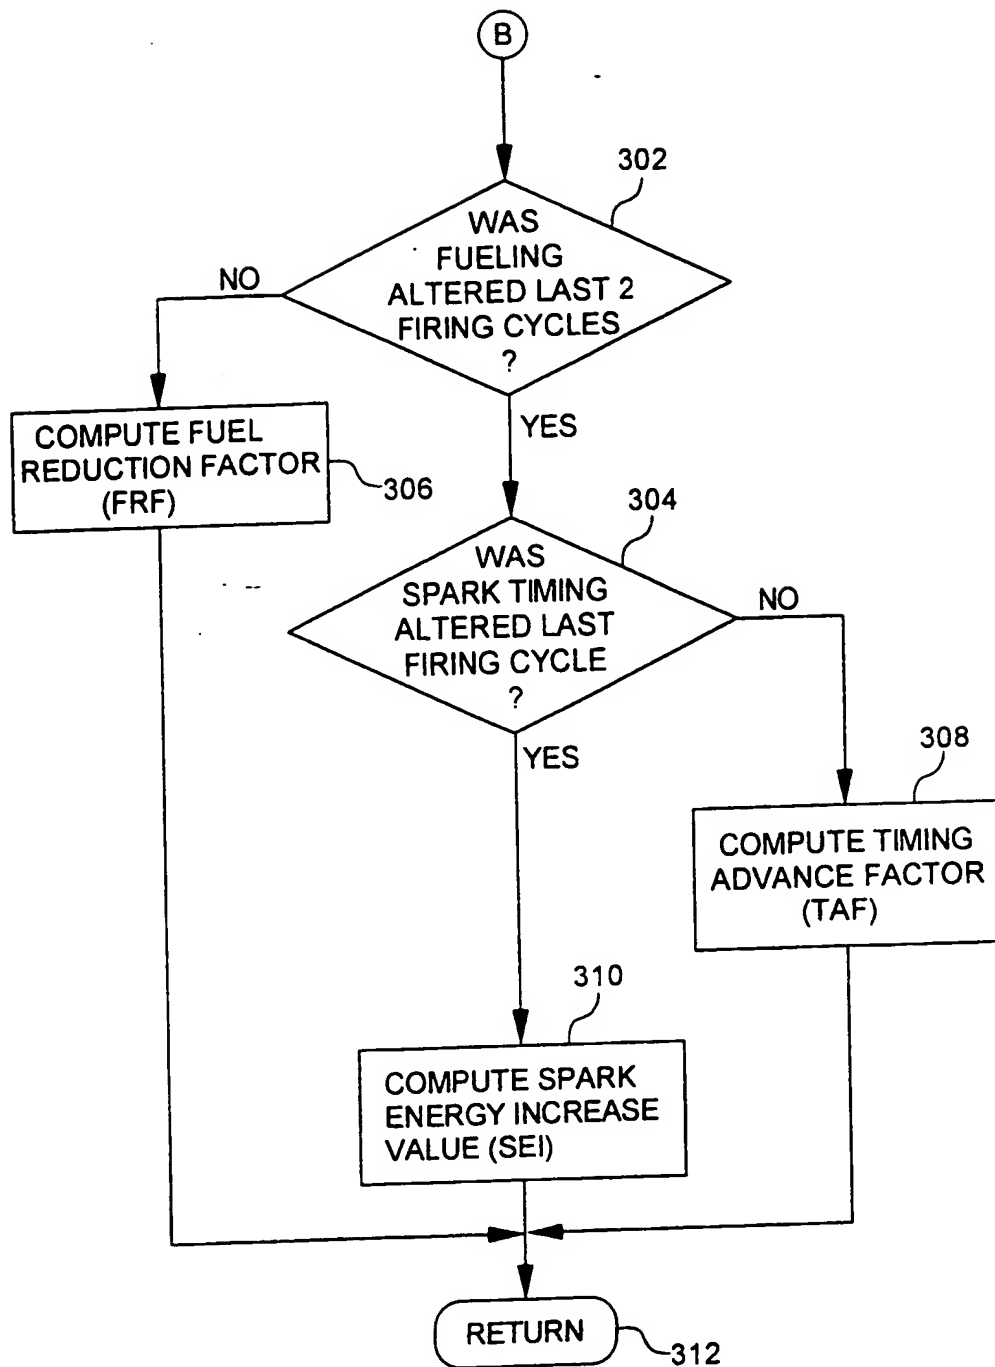 B
302
WAS
FUELING
ALTERED LAST 2
FIRING CYCLES
?
NO
YES
COMPUTE FUEL
REDUCTION FACTOR
(FRF)
306
304
WAS
SPARK TIMING
ALTERED LAST
FIRING CYCLE
?
NO
YES
308
COMPUTE TIMING
ADVANCE FACTOR
(TAF)
310
COMPUTE SPARK
ENERGY INCREASE
VALUE (SEI)
RETURN
312